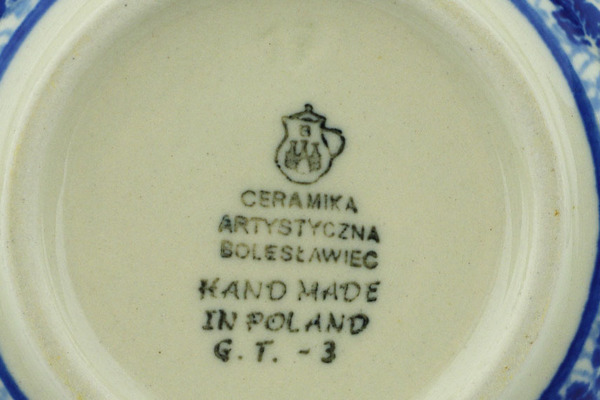 CERAMIKA
ARTYSTYCZNA
BOLESŁAWIEC
HAND MADE
IN POLAND
G. T. - 3